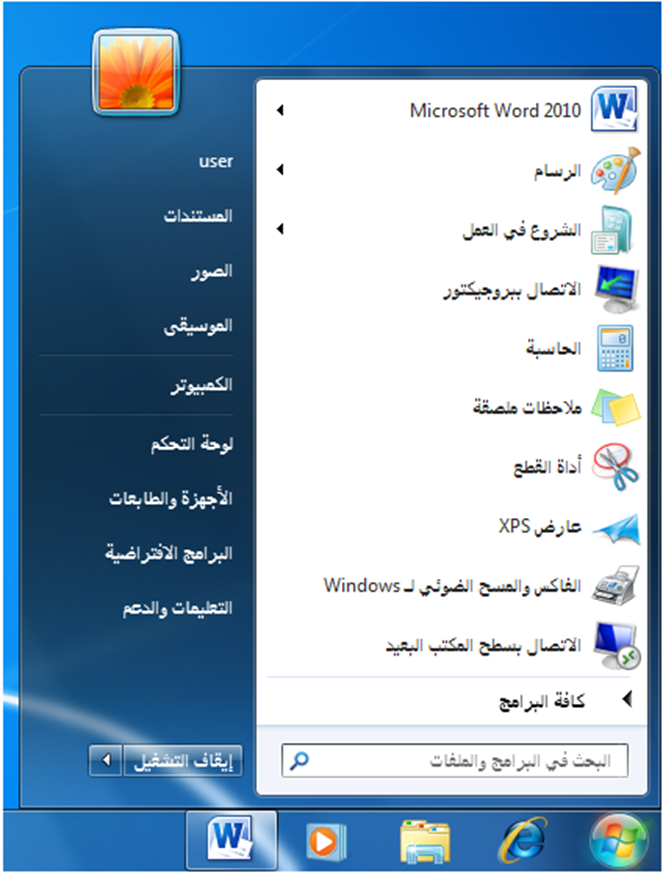 Microsoft Word 2010
الرسام
الشروع في العمل
الاتصال ببروجيكتور
الحاسبة
ملاحظات ملصقة
أداة القطع
عارض XPS
الفاكس والمسح الضوئي لـ Windows
الاتصال بسطح المكتب البعيد
كافة البرامج
البحث في البرامج والملفات
user
المستندات
الصور
الموسيقى
الكمبيوتر
لوحة التحكم
الأجهزة والطابعات
البرامج الافتراضية
التعليمات والدعم
إيقاف التشغيل